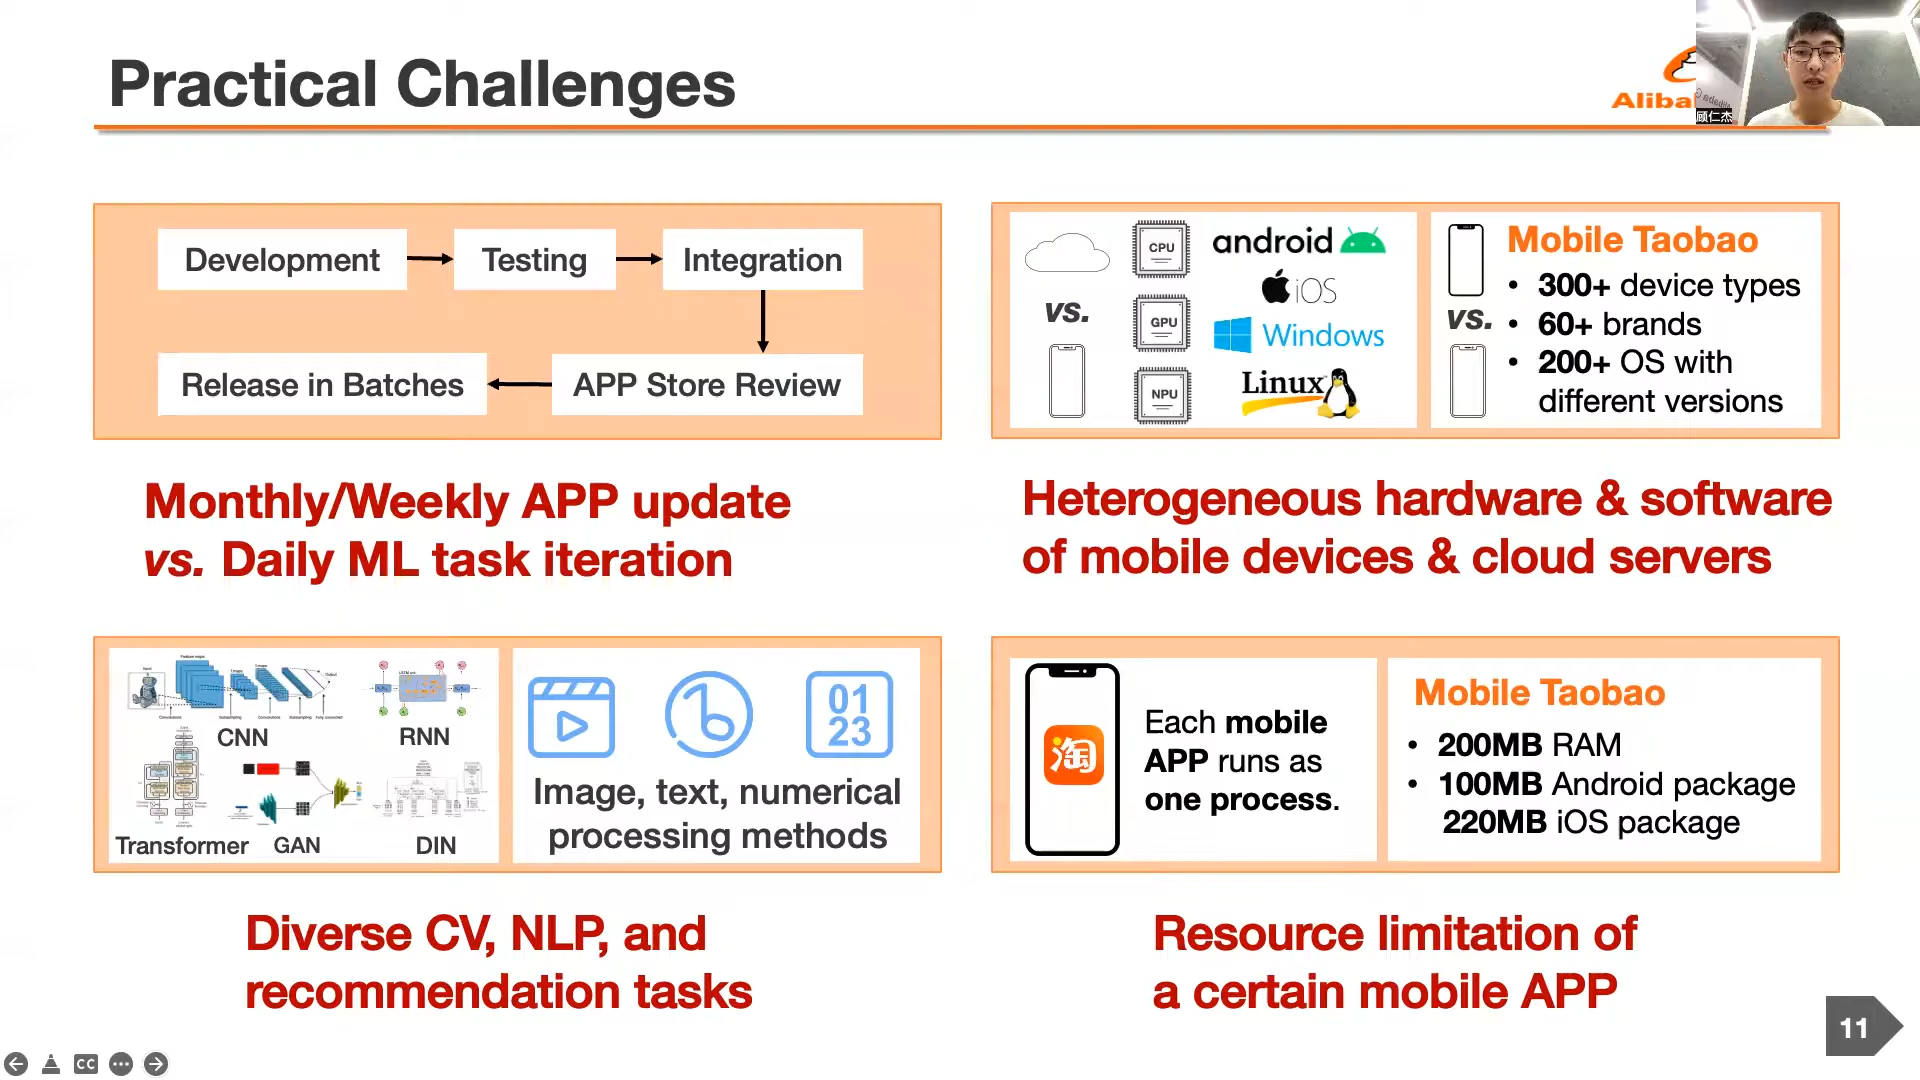 Practical Challenges
Aliba
顾仁杰
Development
Testing
Integration
Release in Batches
APP Store Review
Monthly/Weekly APP update
vs. Daily ML task iteration
vs.
CPU
GPU
NPU
android
iOS
Windows
Linux
vs.
Mobile Taobao
• 300+ device types
• 60+ brands
• 200+ OS with
different versions
Heterogeneous hardware & software
of mobile devices & cloud servers
CNN
RNN
Transformer
GAN
DIN
01
23
Image, text, numerical
processing methods
Diverse CV, NLP, and
recommendation tasks
淘
Each mobile
APP runs as
one process.
Mobile Taobao
• 200MB RAM
• 100MB Android package
220MB iOS package
Resource limitation of
a certain mobile APP
11
CC